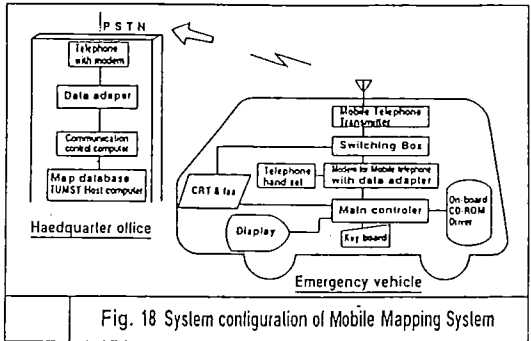 PSTN
Telephone
with modem
Data adaper
Communication
control computer
Map database
TUMSY Host computer
Haedquarter office
Mobile Telephone
Transmitter
Switching Box
Telephone
hand set
Modem for Mobile telephone
with data adapter
CRT & fax
Main controler
On-board
CD-ROM
Driver
Display
Key board
Emergency vehicle
Fig. 18 System configuration of Mobile Mapping System